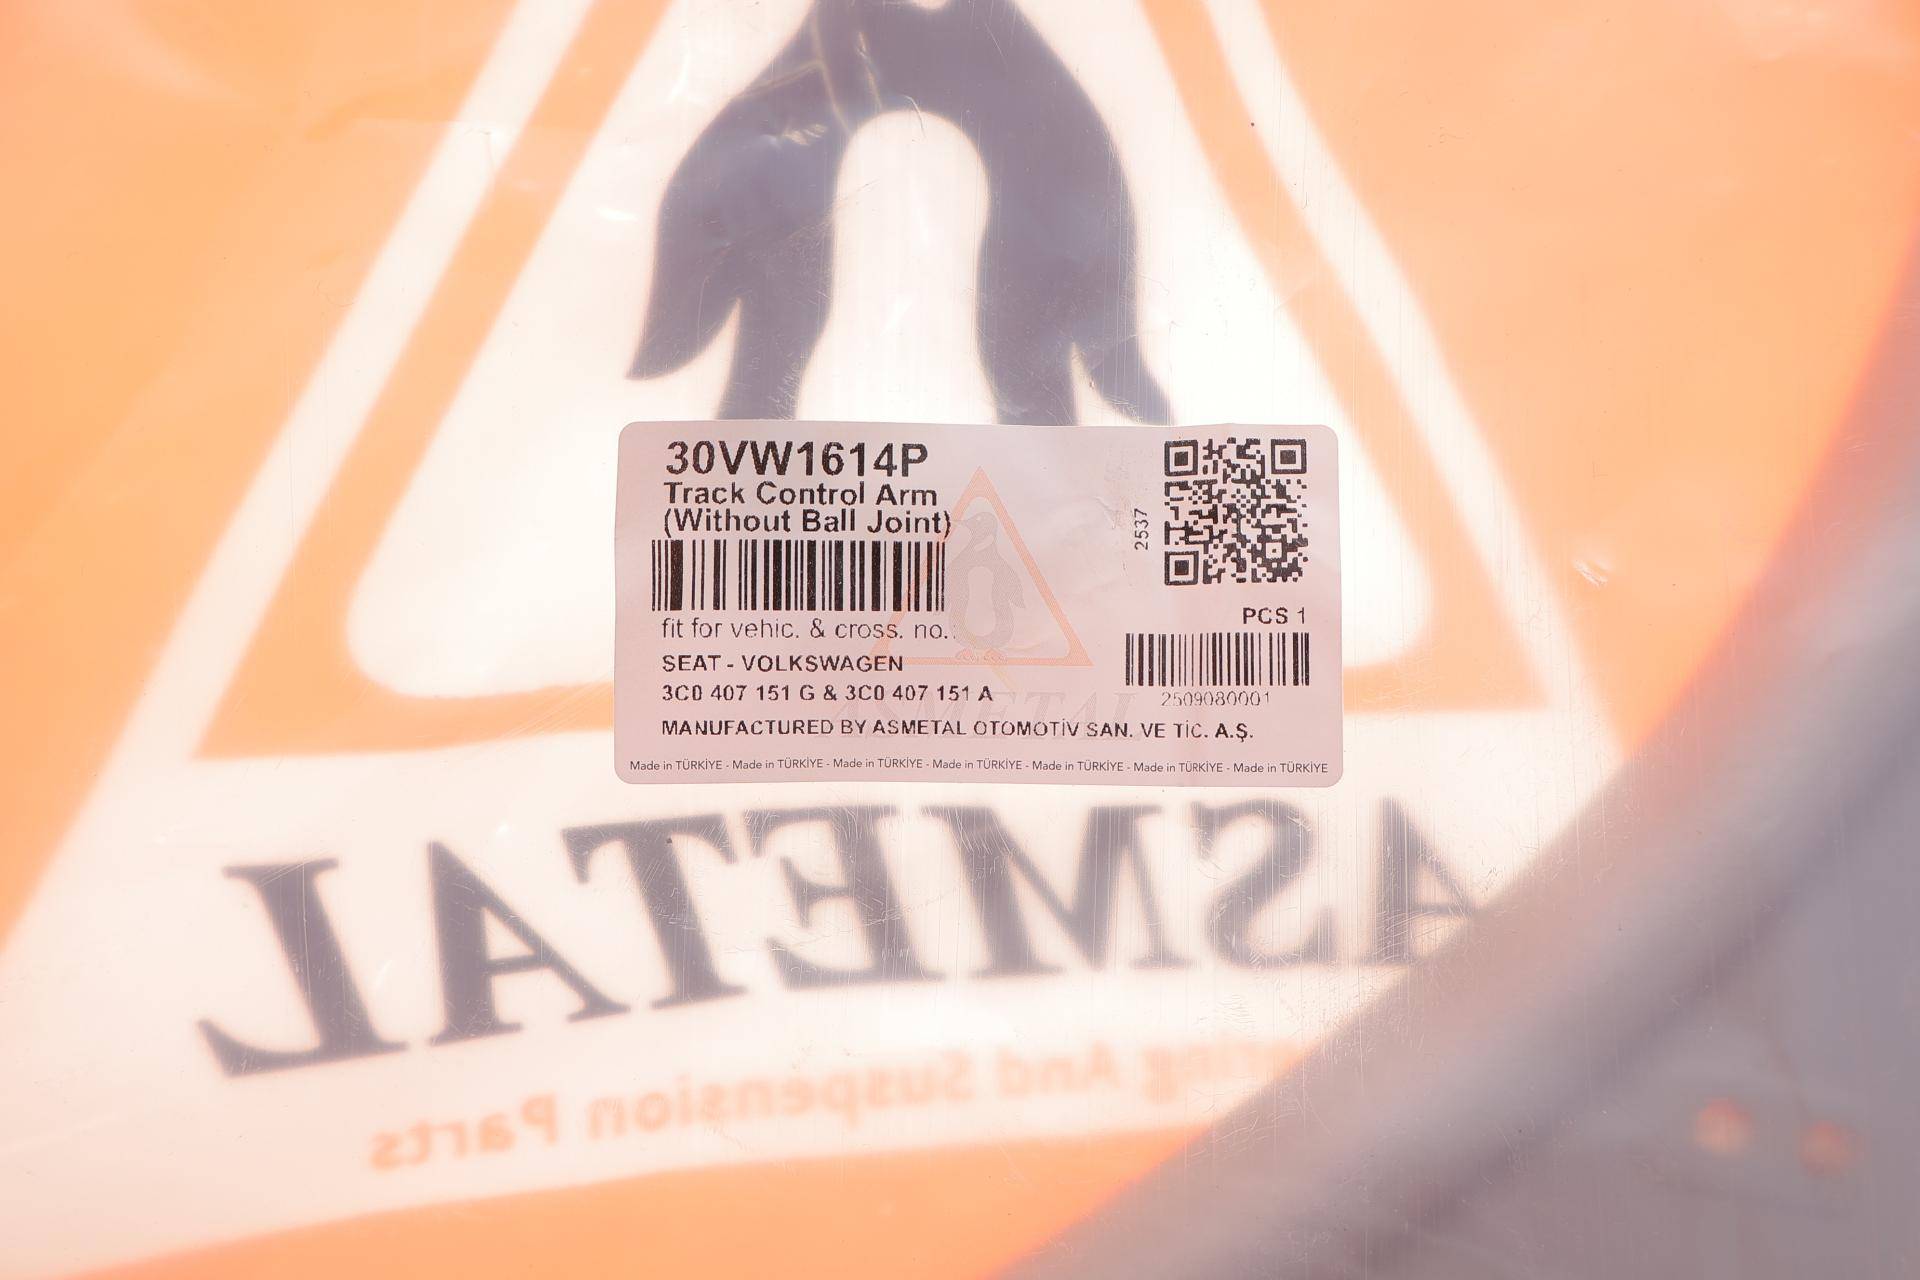 30VW1614P
Track Control Arm
(Without Ball Joint)
2537
fit for vehic. & cross. no.:
PCS 1
SEAT - VOLKSWAGEN
3C0 407 151 G & 3C0 407 151 A
2509080001
ASMETAL
MANUFACTURED BY ASMETAL OTOMOTİV SAN. VE TİC. A.Ş.
Made in TÜRKİYE - Made in TÜRKİYE - Made in TÜRKİYE - Made in TÜRKİYE - Made in TÜRKİYE - Made in TÜRKİYE - Made in TÜRKİYE
ASMETAL
And Suspension Parts